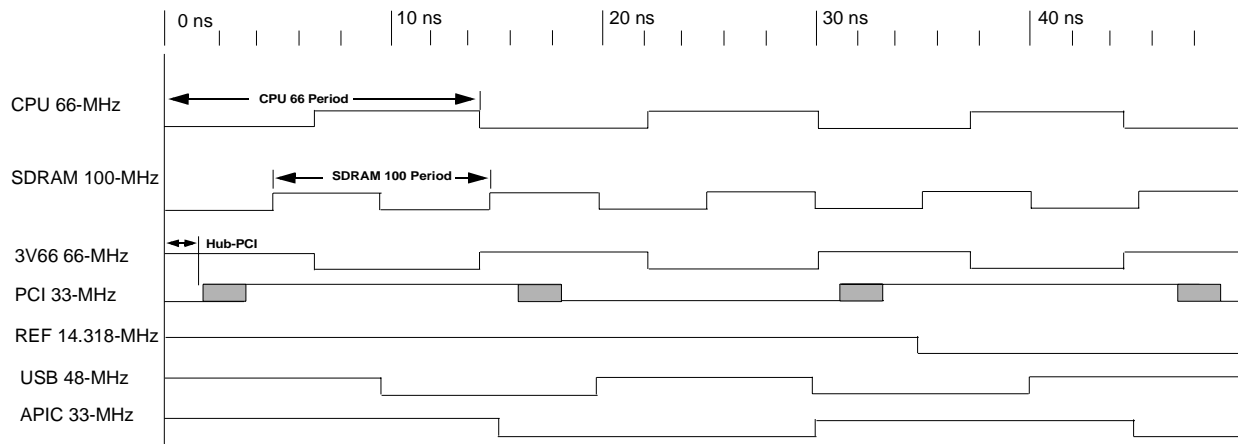 0 ns 10 ns 20 ns 30 ns 40 ns
CPU 66-MHz
CPU 66 Period
SDRAM 100-MHz
SDRAM 100 Period
Hub-PCI
3V66 66-MHz
PCI 33-MHz
REF 14.318-MHz
USB 48-MHz
APIC 33-MHz